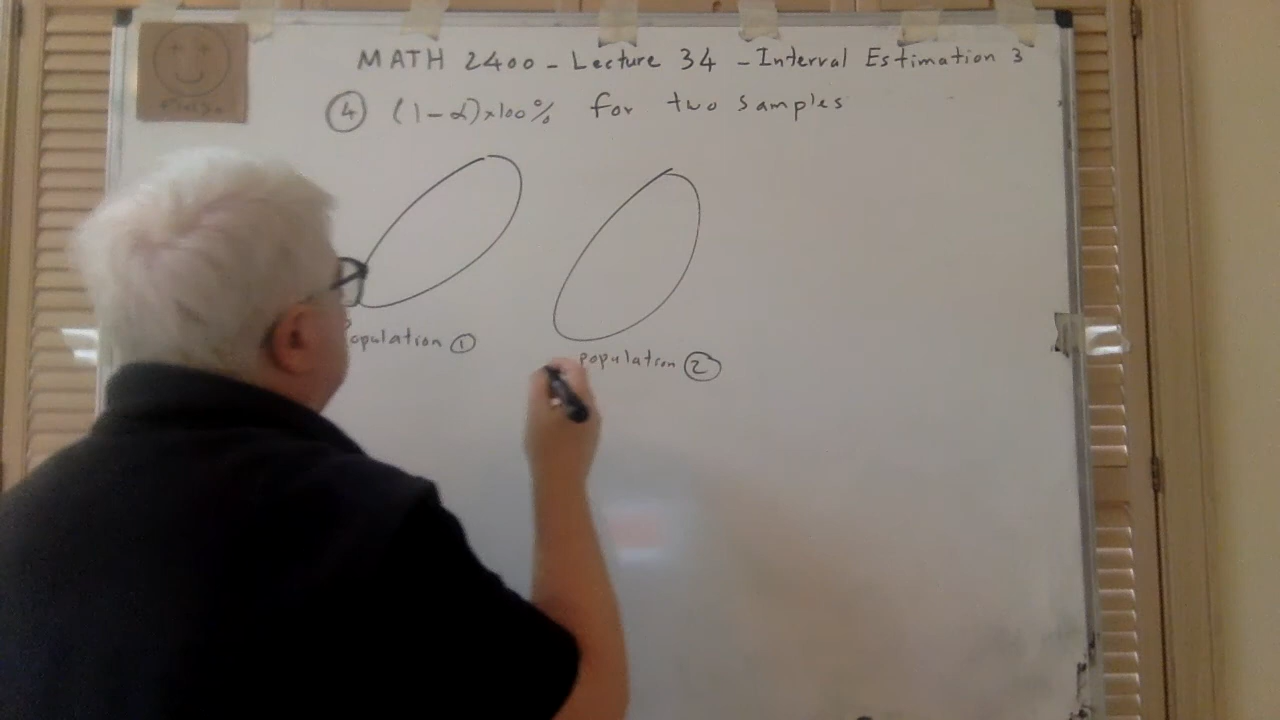 MATH 2400 - Lecture 34 - Interval Estimation 3
④ (1-α)×100% for two samples
population ①
population ②